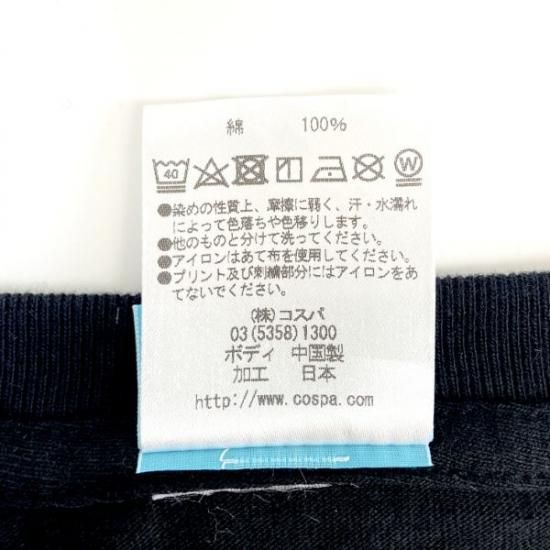 綿 100%
40 W
●染めの性質上、摩擦に弱く、汗・水濡れ
によって色落ちや色移りします。
●他のものと分けて洗ってください。
●アイロンはあて布を使用してください。
●プリント及び刺繍部分にはアイロンをあ
てないでください。
(株)コスパ
03(5358)1300
ボディ 中国製
加工 日本
http://www.cospa.com/